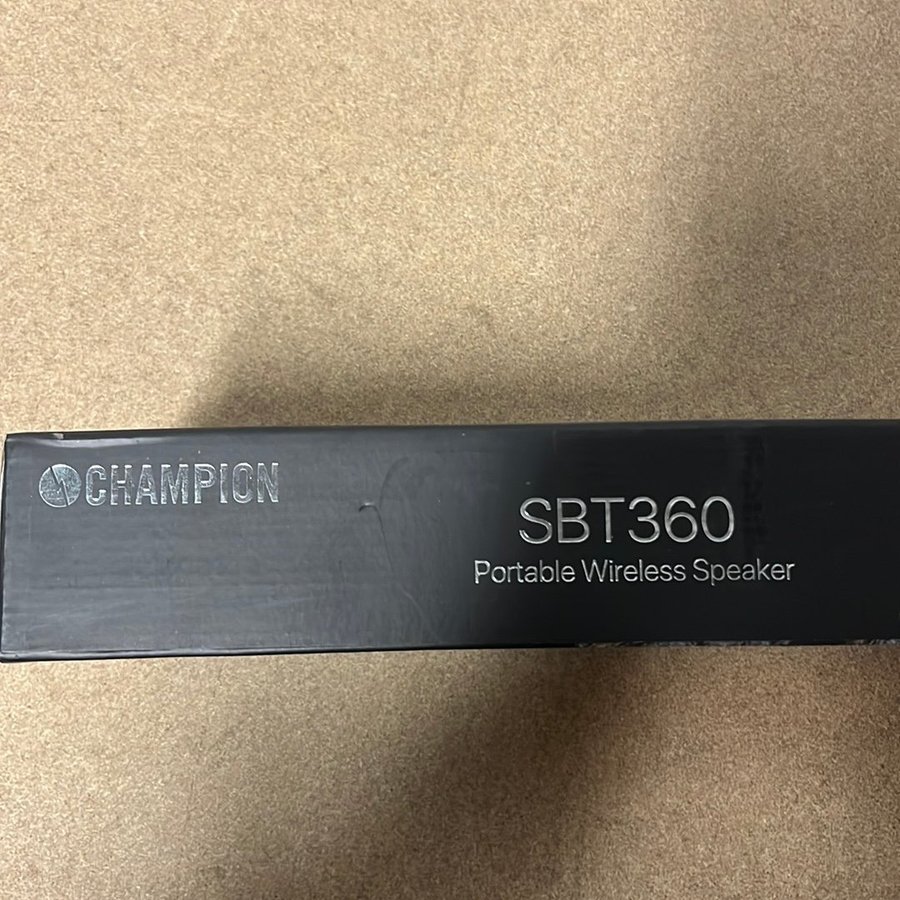 CHAMPION
SBT360
Portable Wireless Speaker